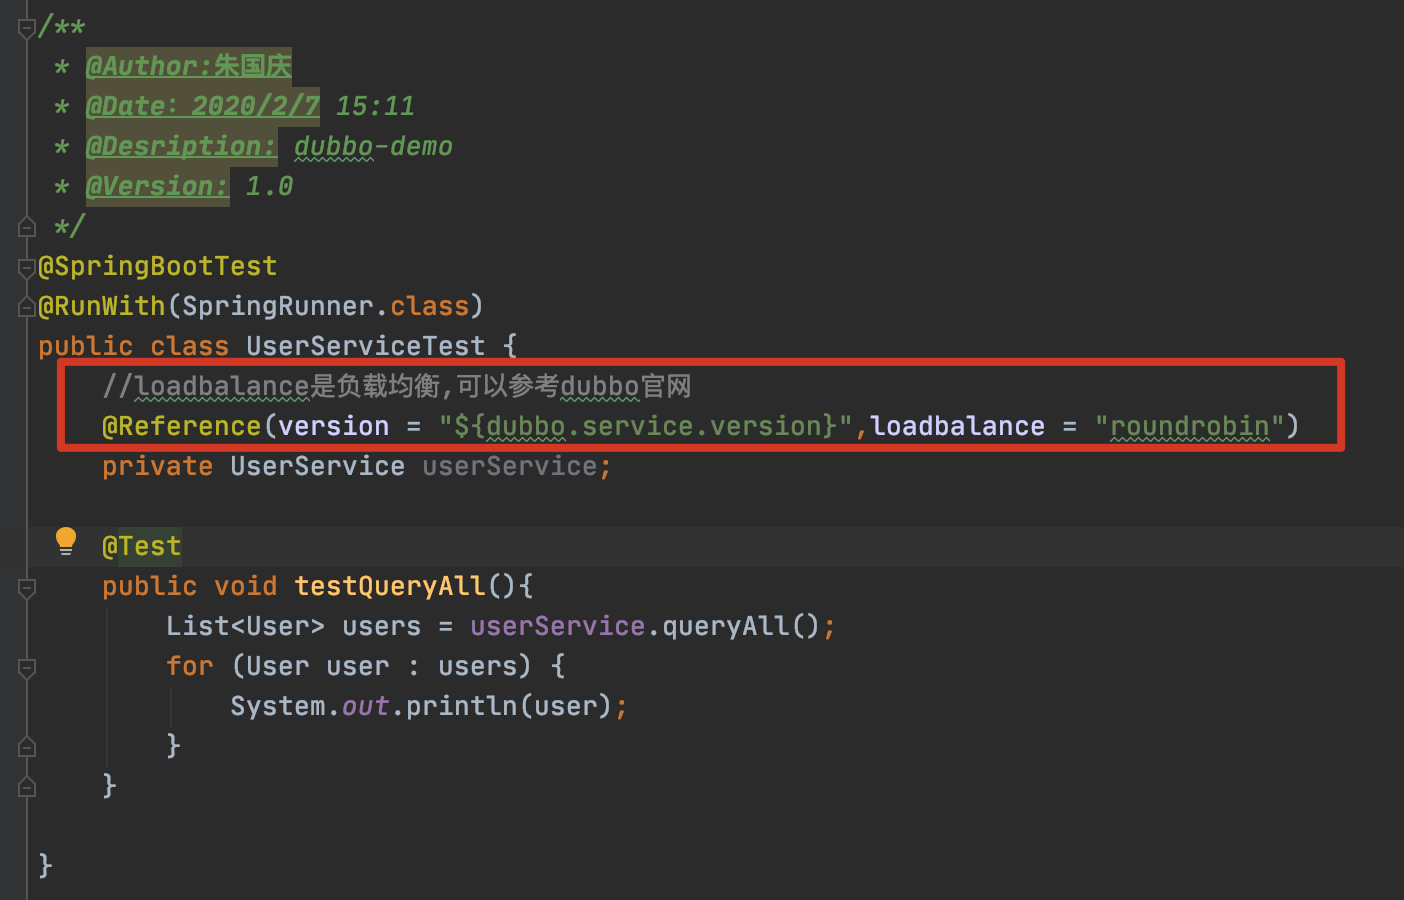 /**
 * @Author:朱国庆
 * @Date: 2020/2/7 15:11
 * @Desription: dubbo-demo
 * @Version: 1.0
 */
@SpringBootTest
@RunWith(SpringRunner.class)
public class UserServiceTest {
    //loadbalance是负载均衡,可以参考dubbo官网
    @Reference(version = "${dubbo.service.version}",loadbalance = "roundrobin")
    private UserService userService;
    @Test
    public void testQueryAll(){
        List<User> users = userService.queryAll();
        for (User user : users) {
            System.out.println(user);
        }
    }
}